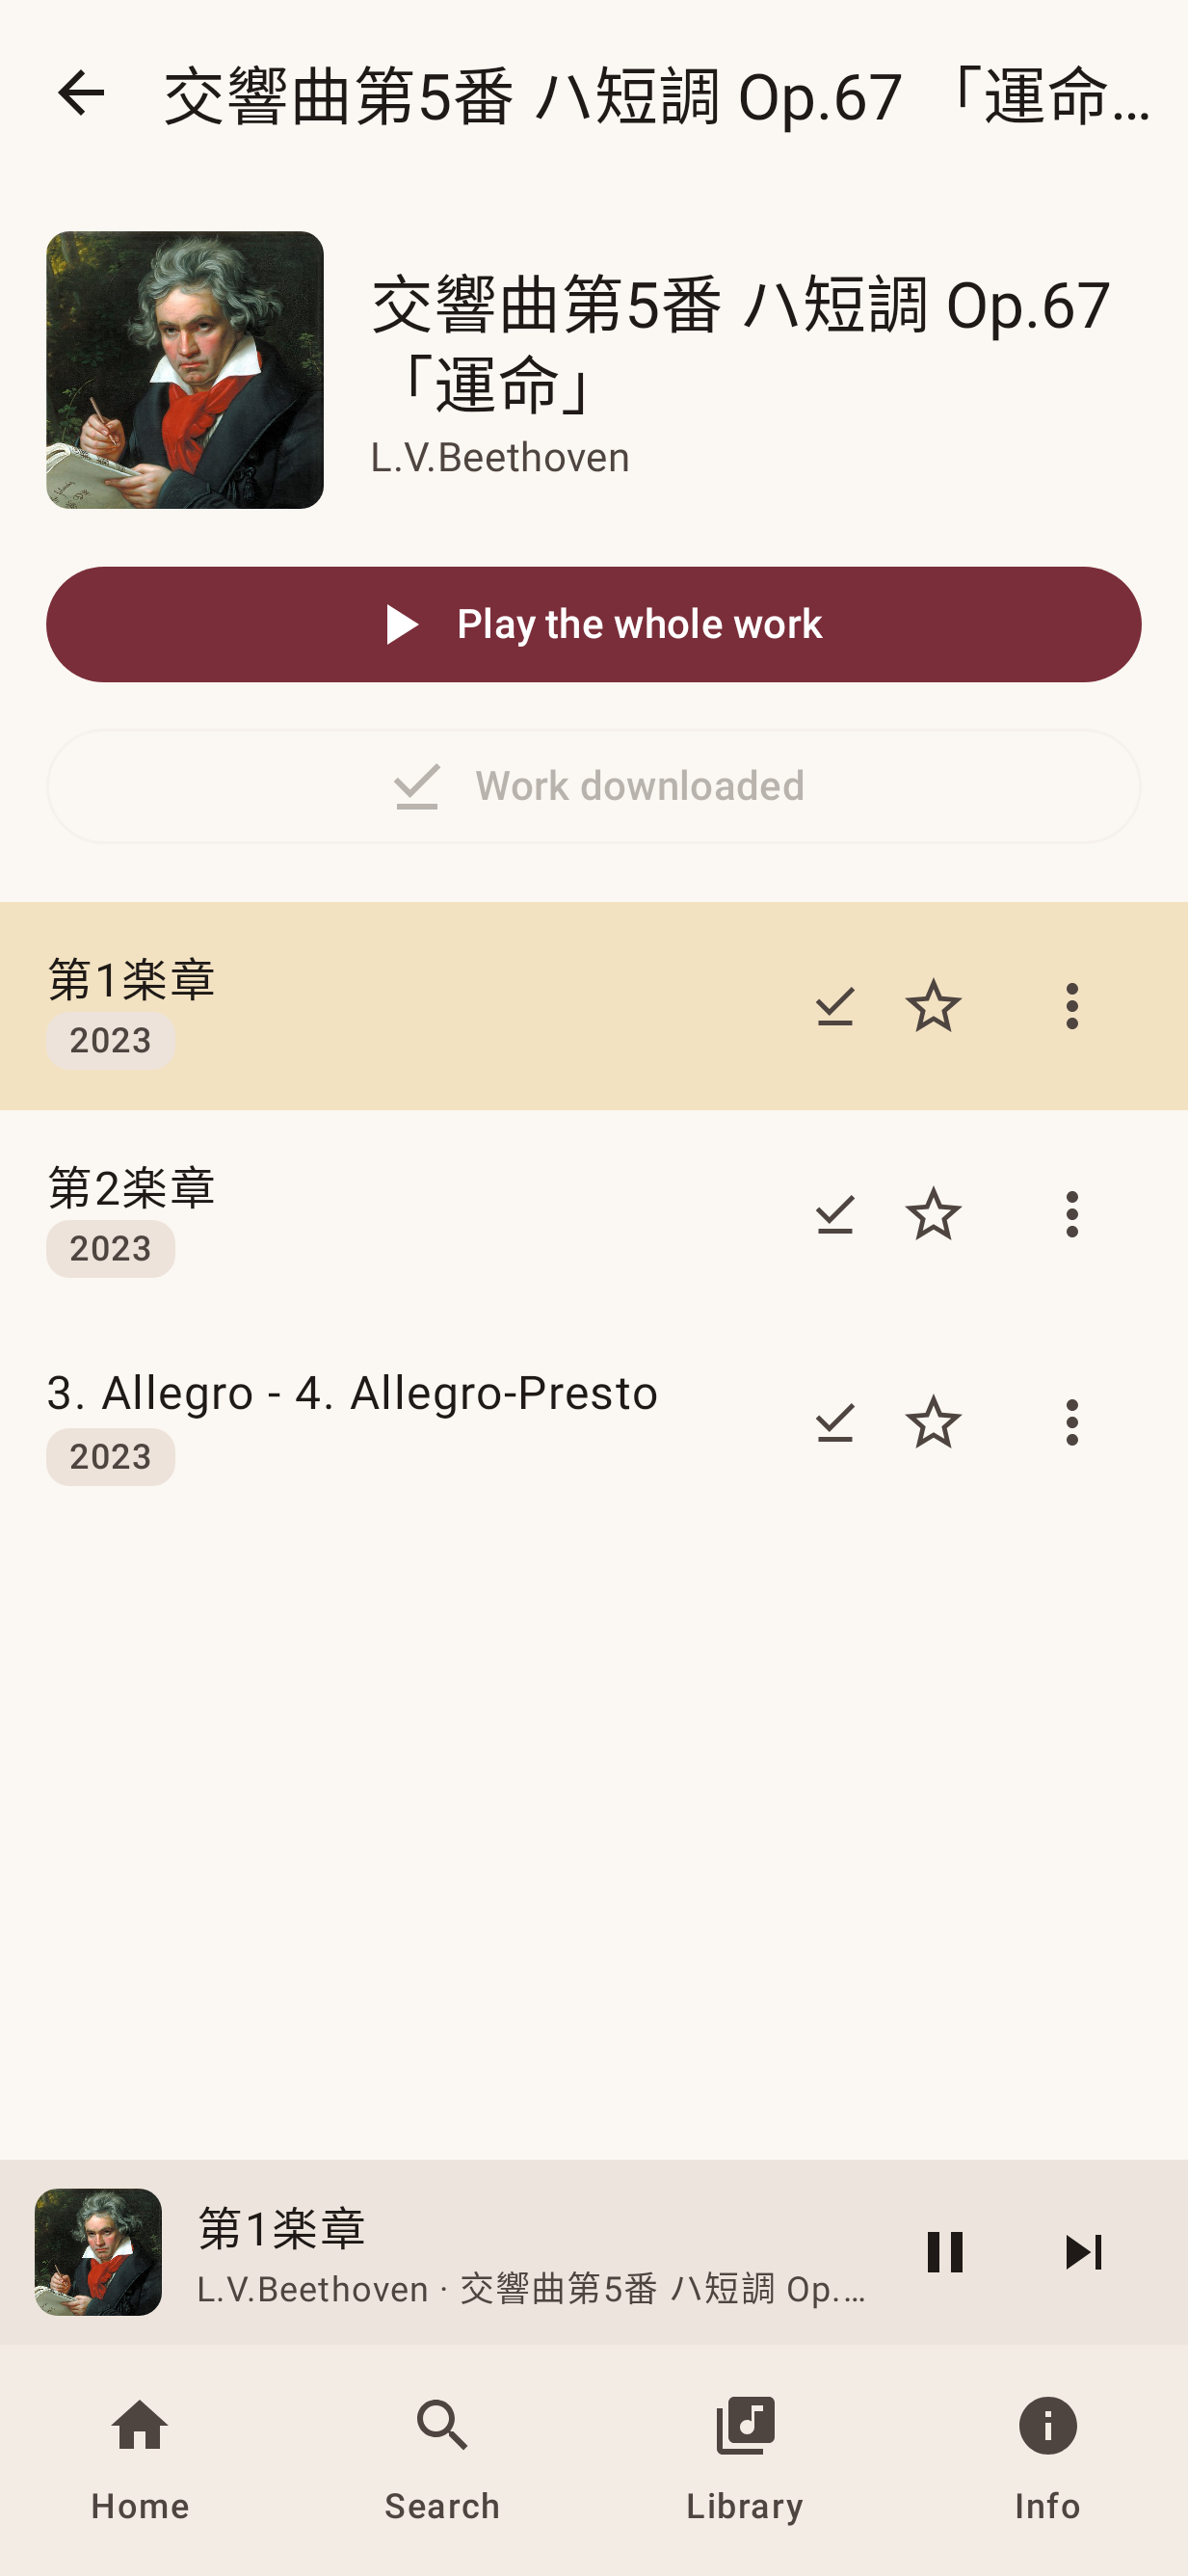 交響曲第5番 ハ短調 Op.67 「運命…
交響曲第5番 ハ短調 Op.67
「運命」
L.V.Beethoven
Play the whole work
Work downloaded
第1楽章
2023
第2楽章
2023
3. Allegro - 4. Allegro-Presto
2023
第1楽章
L.V.Beethoven · 交響曲第5番 ハ短調 Op.…
Home
Search
Library
Info